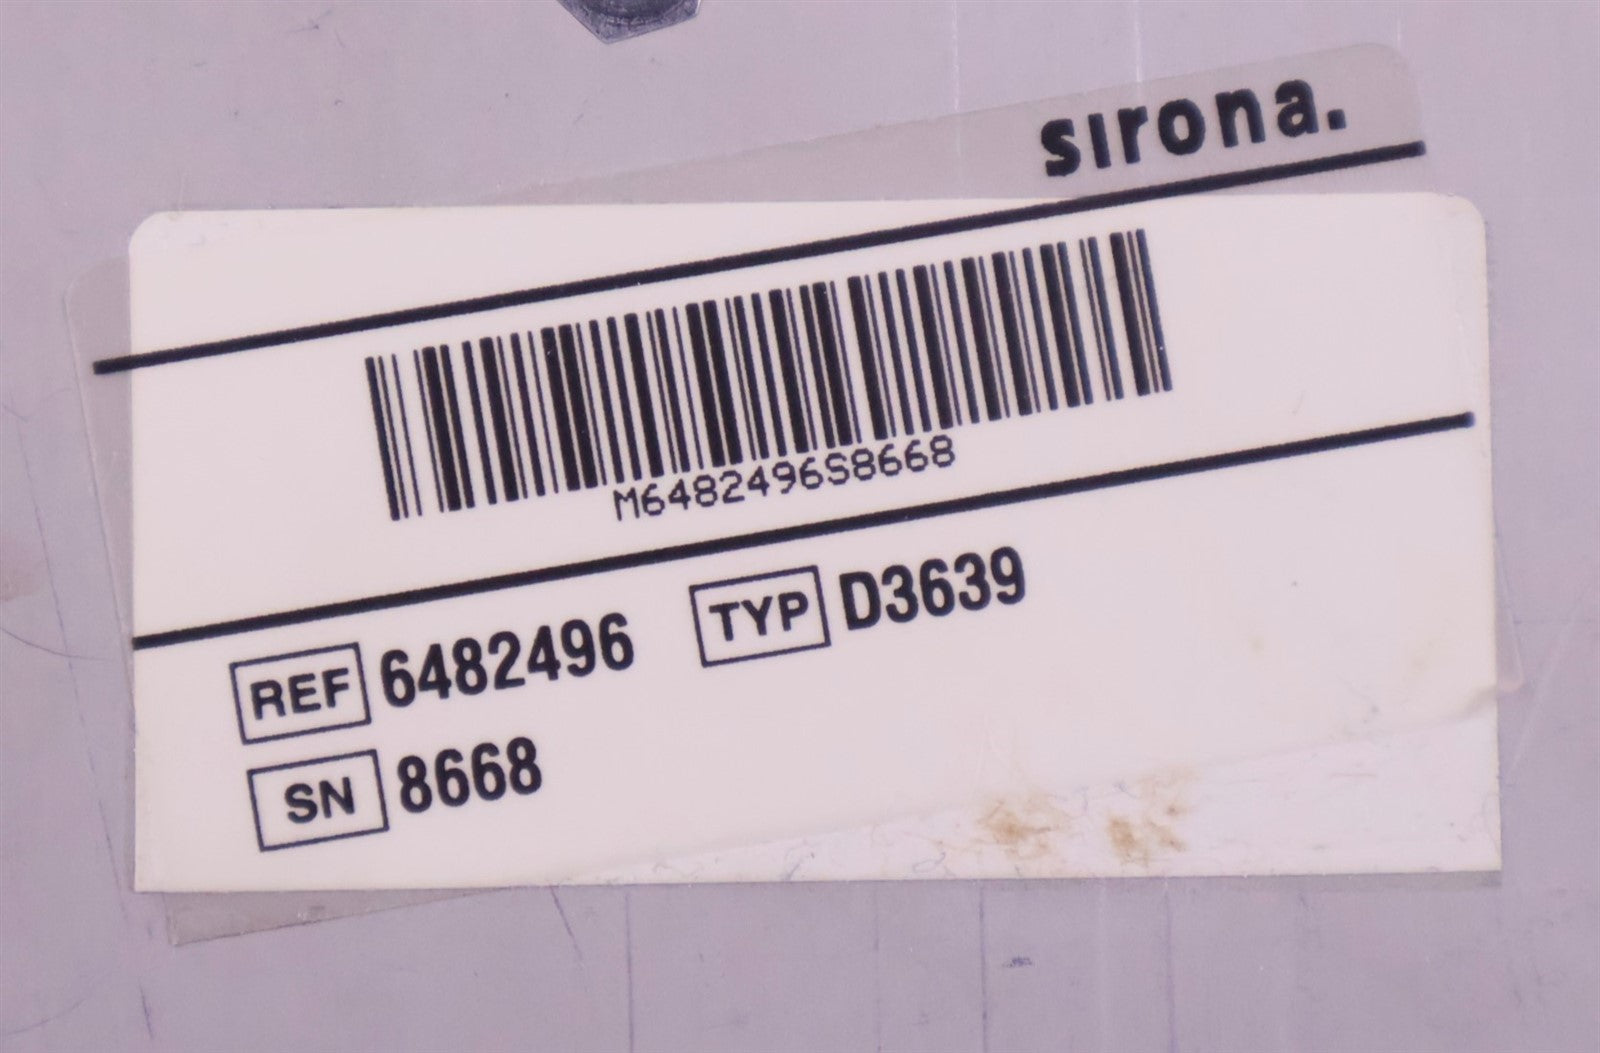 sirona.
M6482496S8668
REF 6482496 TYP D3639
SN 8668